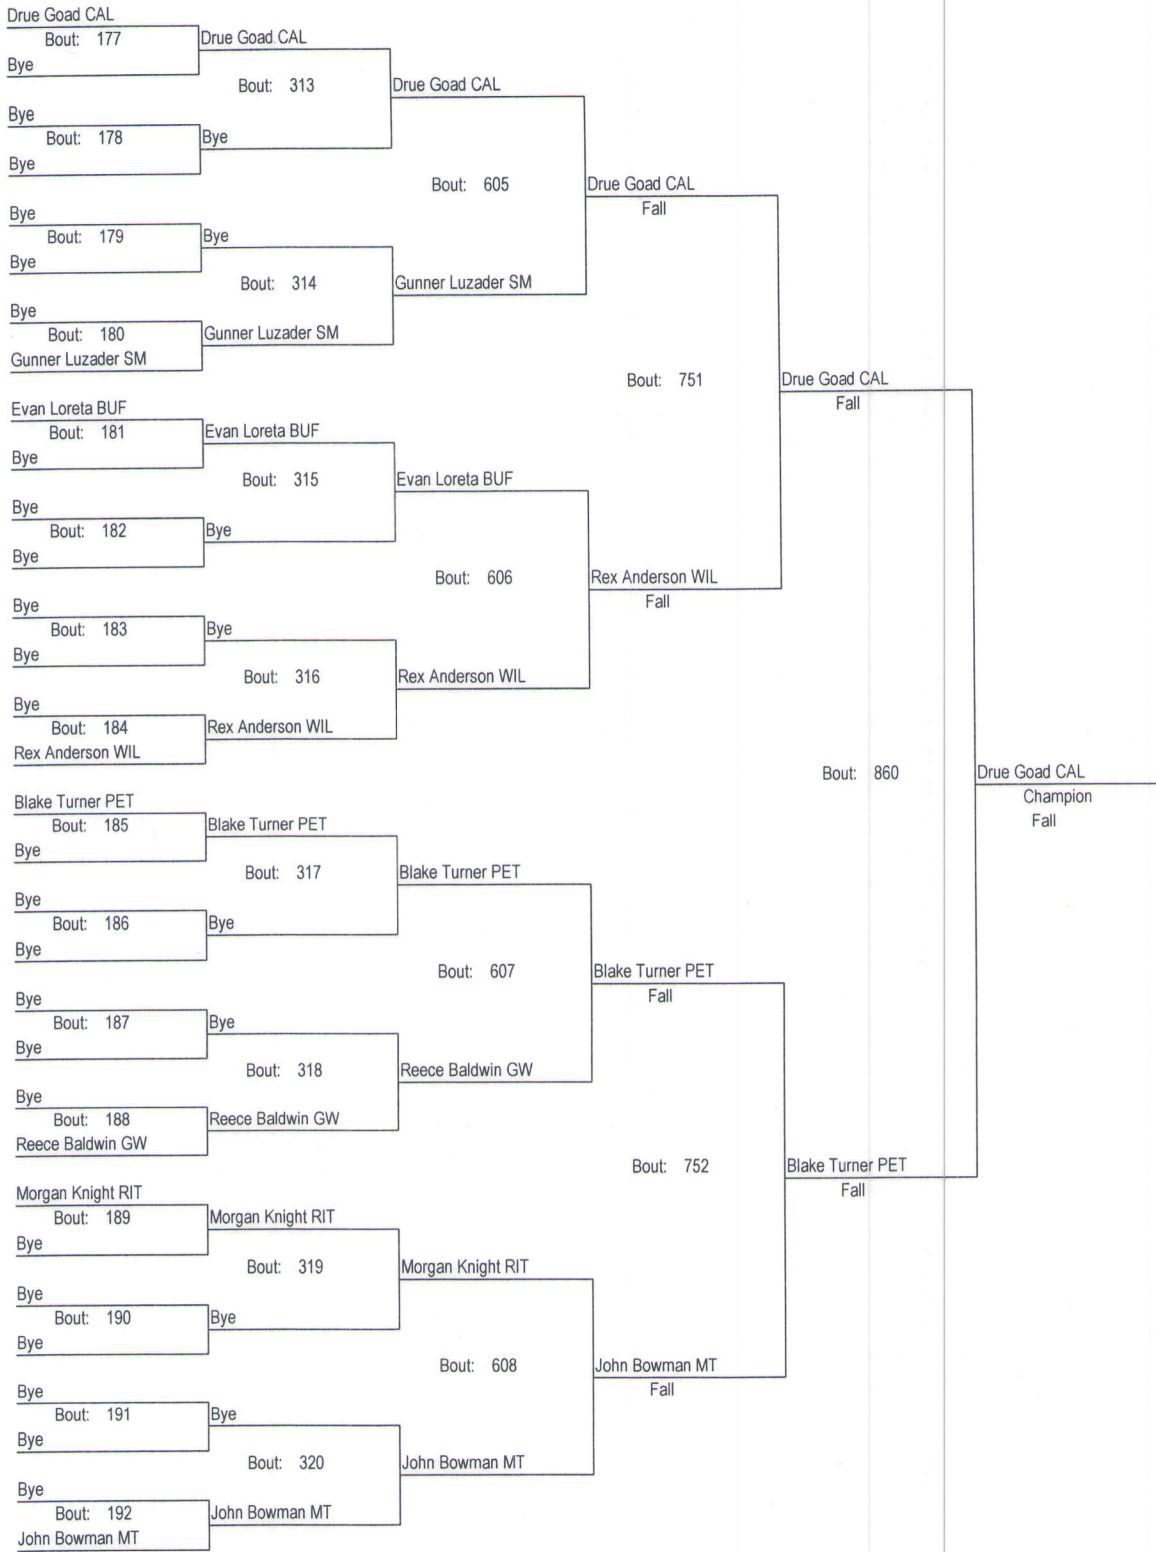 Drue Goad CAL
Bout: 177
Drue Goad CAL
Bye
Bout: 313
Drue Goad CAL
Bye
Bout: 178
Bye
Bye
Bout: 605
Drue Goad CAL
Fall
Bye
Bout: 179
Bye
Bye
Bout: 314
Gunner Luzader SM
Bye
Bout: 180
Gunner Luzader SM
Gunner Luzader SM
Bout: 751
Drue Goad CAL
Fall
Evan Loreta BUF
Bout: 181
Evan Loreta BUF
Bye
Bout: 315
Evan Loreta BUF
Bye
Bout: 182
Bye
Bye
Bout: 606
Rex Anderson WIL
Fall
Bye
Bout: 183
Bye
Bye
Bout: 316
Rex Anderson WIL
Bye
Bout: 184
Rex Anderson WIL
Rex Anderson WIL
Bout: 860
Drue Goad CAL
Champion
Fall
Blake Turner PET
Bout: 185
Blake Turner PET
Bye
Bout: 317
Blake Turner PET
Bye
Bout: 186
Bye
Bye
Bout: 607
Blake Turner PET
Fall
Bye
Bout: 187
Bye
Bye
Bout: 318
Reece Baldwin GW
Bye
Bout: 188
Reece Baldwin GW
Reece Baldwin GW
Bout: 752
Blake Turner PET
Fall
Morgan Knight RIT
Bout: 189
Morgan Knight RIT
Bye
Bout: 319
Morgan Knight RIT
Bye
Bout: 190
Bye
Bye
Bout: 608
John Bowman MT
Fall
Bye
Bout: 191
Bye
Bye
Bout: 320
John Bowman MT
Bye
Bout: 192
John Bowman MT
John Bowman MT